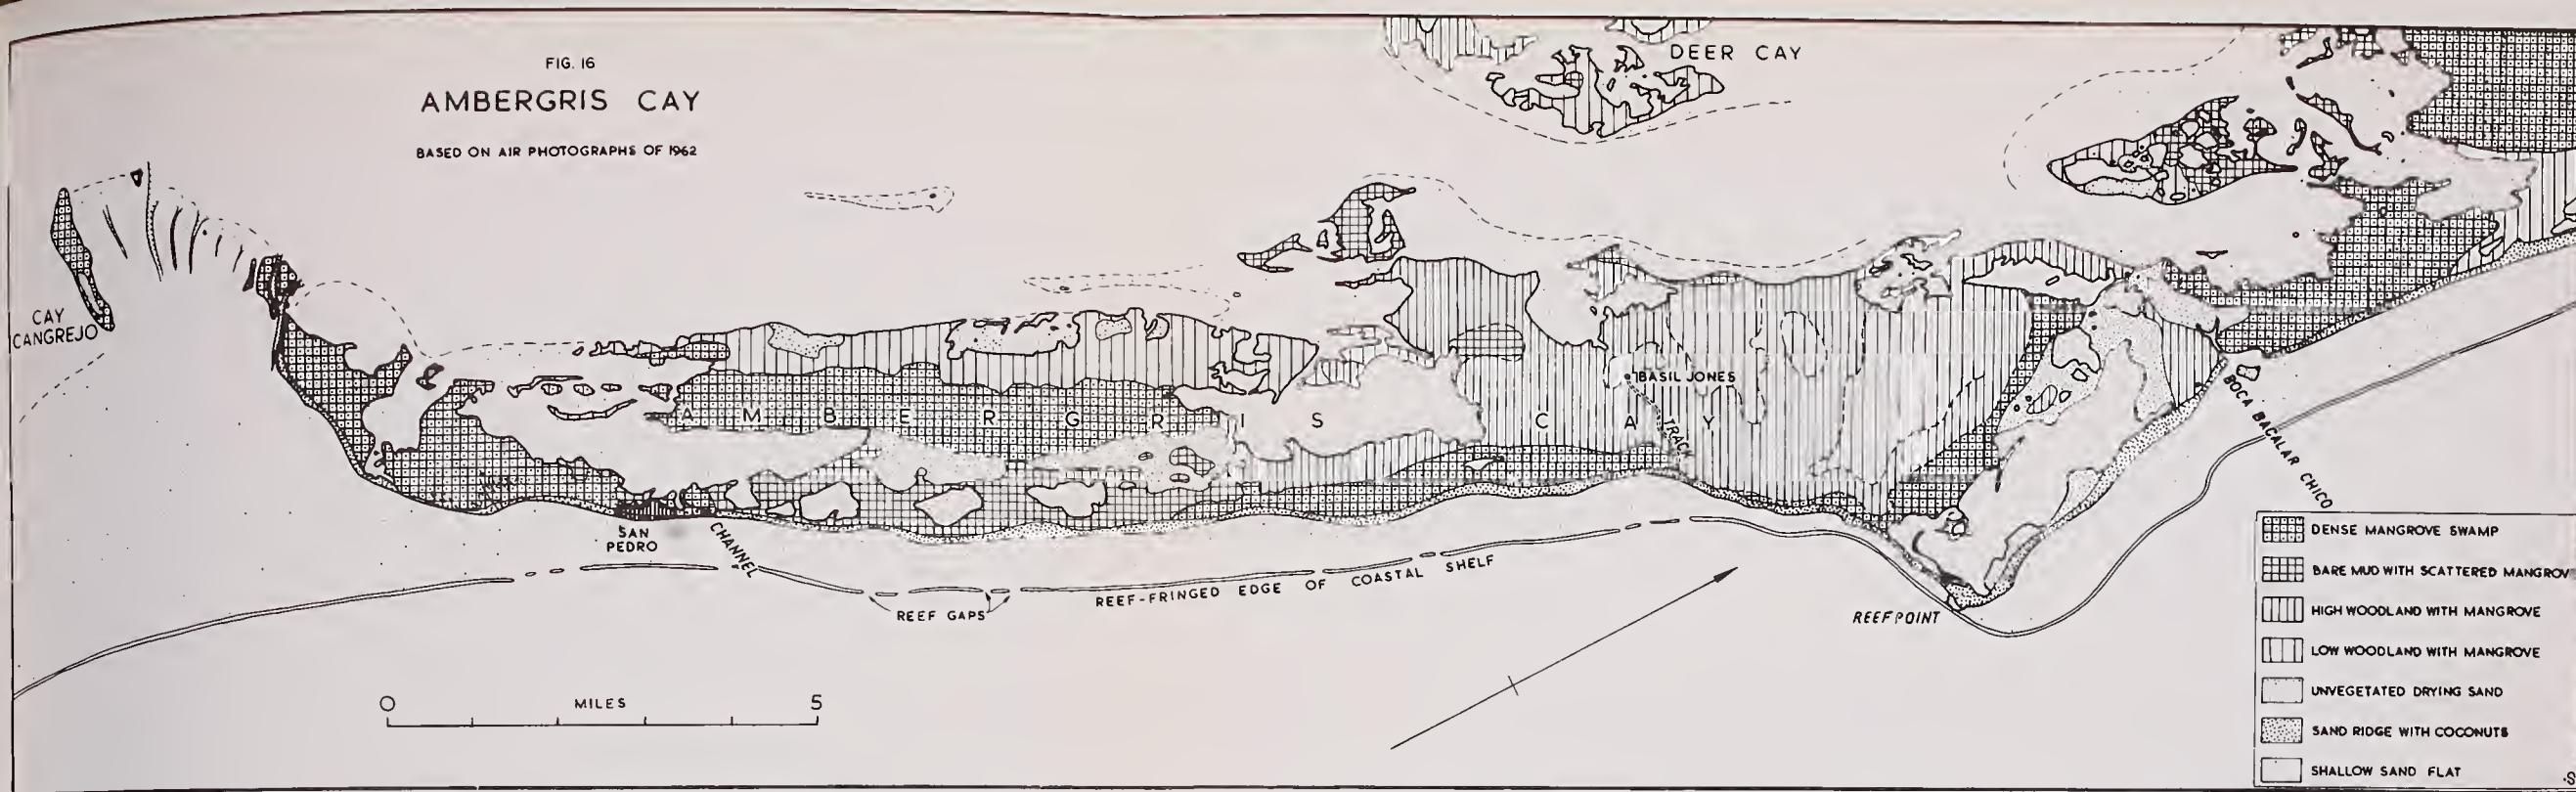 FIG. 16
AMBERGRIS CAY
BASED ON AIR PHOTOGRAPHS OF 1962
DEER CAY
CAY
CANGREJO
BASIL JONES
AMBERGRIS CAY
TRACK
BOCA BACALAR CHICO
SAN
PEDRO
CHANNEL
REEF GAPS
REEF-FRINGED EDGE OF COASTAL SHELF
REEF POINT
0 MILES 5
DENSE MANGROVE SWAMP
BARE MUD WITH SCATTERED MANGROV
HIGH WOODLAND WITH MANGROVE
LOW WOODLAND WITH MANGROVE
UNVEGETATED DRYING SAND
SAND RIDGE WITH COCONUTS
SHALLOW SAND FLAT